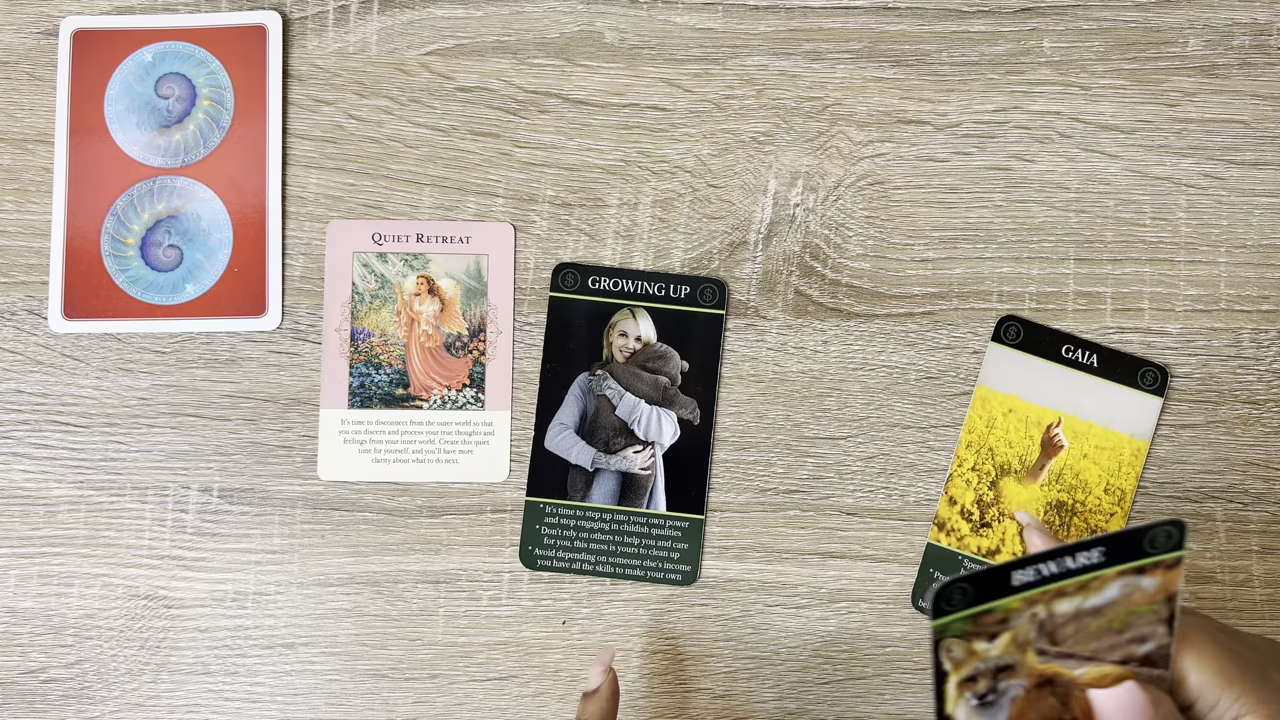 QUIET RETREAT
It's time to disconnect from the outer world so that
you can discern and process your true thoughts and
feelings from your inner world. Create this quiet
time for yourself, and you'll have more
clarity about what to do next.
$ GROWING UP $
* It's time to step up into your own power
and stop engaging in childish qualities
* Don't rely on others to help you and care
for you, this mess is yours to clean up
* Avoid depending on someone else's income
you have all the skills to make your own
$ GAIA $
* Spend
$ BEWARE $